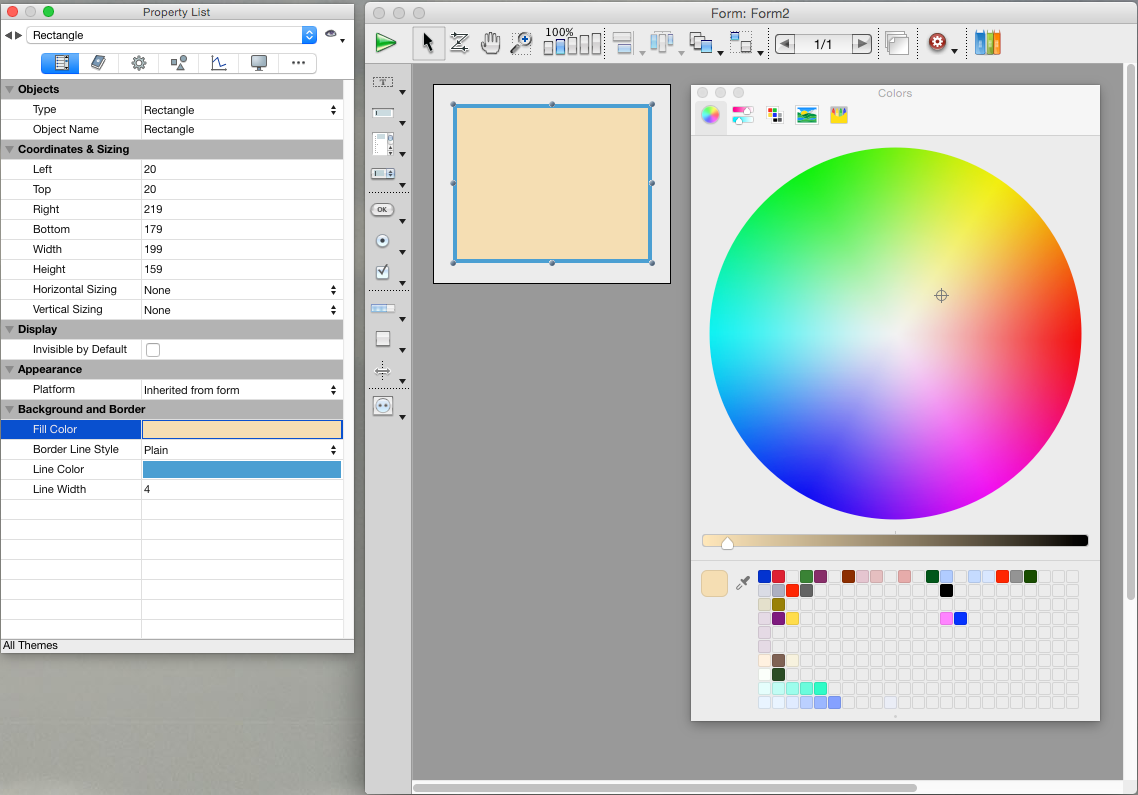 Property List
Rectangle
Objects
Type Rectangle
Object Name Rectangle
Coordinates & Sizing
Left 20
Top 20
Right 219
Bottom 179
Width 199
Height 159
Horizontal Sizing None
Vertical Sizing None
Display
Invisible by Default
Appearance
Platform Inherited from form
Background and Border
Fill Color
Border Line Style Plain
Line Color
Line Width 4
All Themes
Form: Form2
100%
1/1
T
OK
Colors